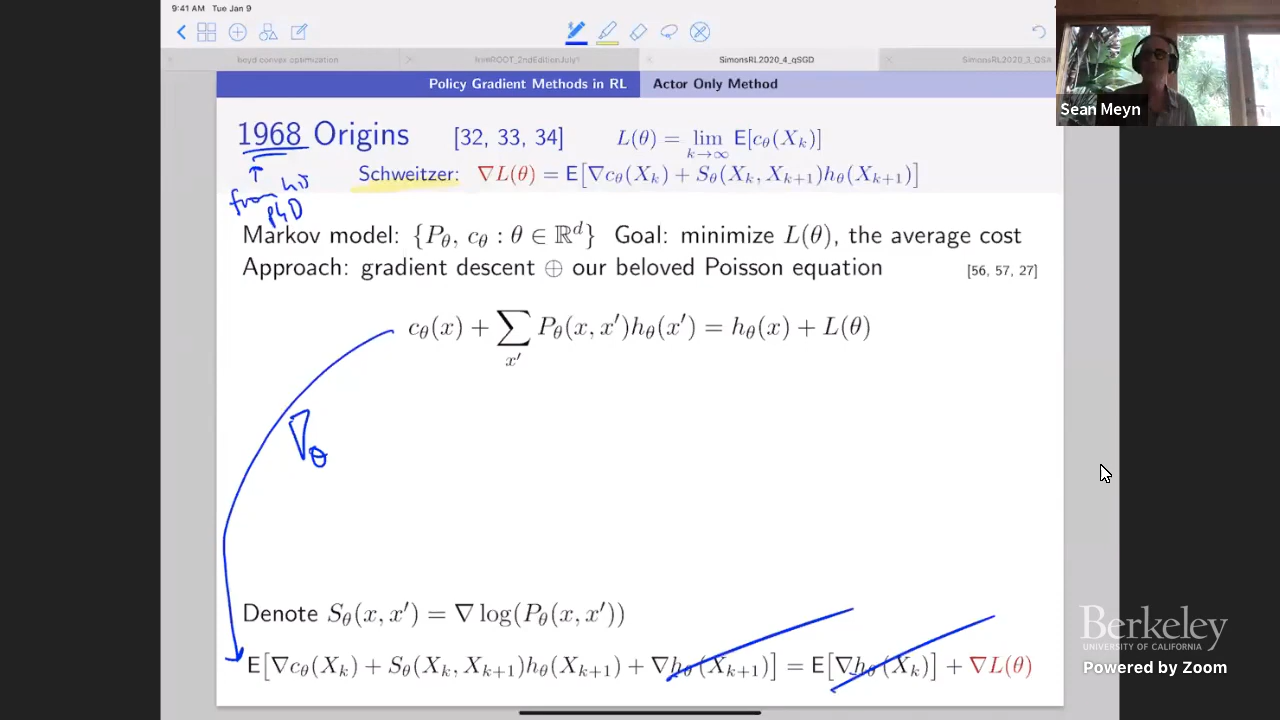 9:41 AM Tue Jan 9
boyd convex optimization
SimonsRL2020_4_qSGD
SimonsRL2020_3_QSA
Policy Gradient Methods in RL
Actor Only Method
Sean Meyn
1968 Origins [32, 33, 34] L(θ) = lim k→∞ E[c_θ(X_k)]
Schweitzer: ∇L(θ) = E[∇c_θ(X_k) + S_θ(X_k, X_{k+1})h_θ(X_{k+1})]
from his
phD
Markov model: {P_θ, c_θ : θ ∈ ℝ^d} Goal: minimize L(θ), the average cost
Approach: gradient descent ⊕ our beloved Poisson equation [56, 57, 27]
c_θ(x) + ∑_{x′} P_θ(x, x′)h_θ(x′) = h_θ(x) + L(θ)
∇_θ
Denote S_θ(x, x′) = ∇ log(P_θ(x, x′))
E[∇c_θ(X_k) + S_θ(X_k, X_{k+1})h_θ(X_{k+1}) + ∇h_θ(X_{k+1})] = E[∇h_θ(X_k)] + ∇L(θ)
Berkeley
UNIVERSITY OF CALIFORNIA
Powered by Zoom